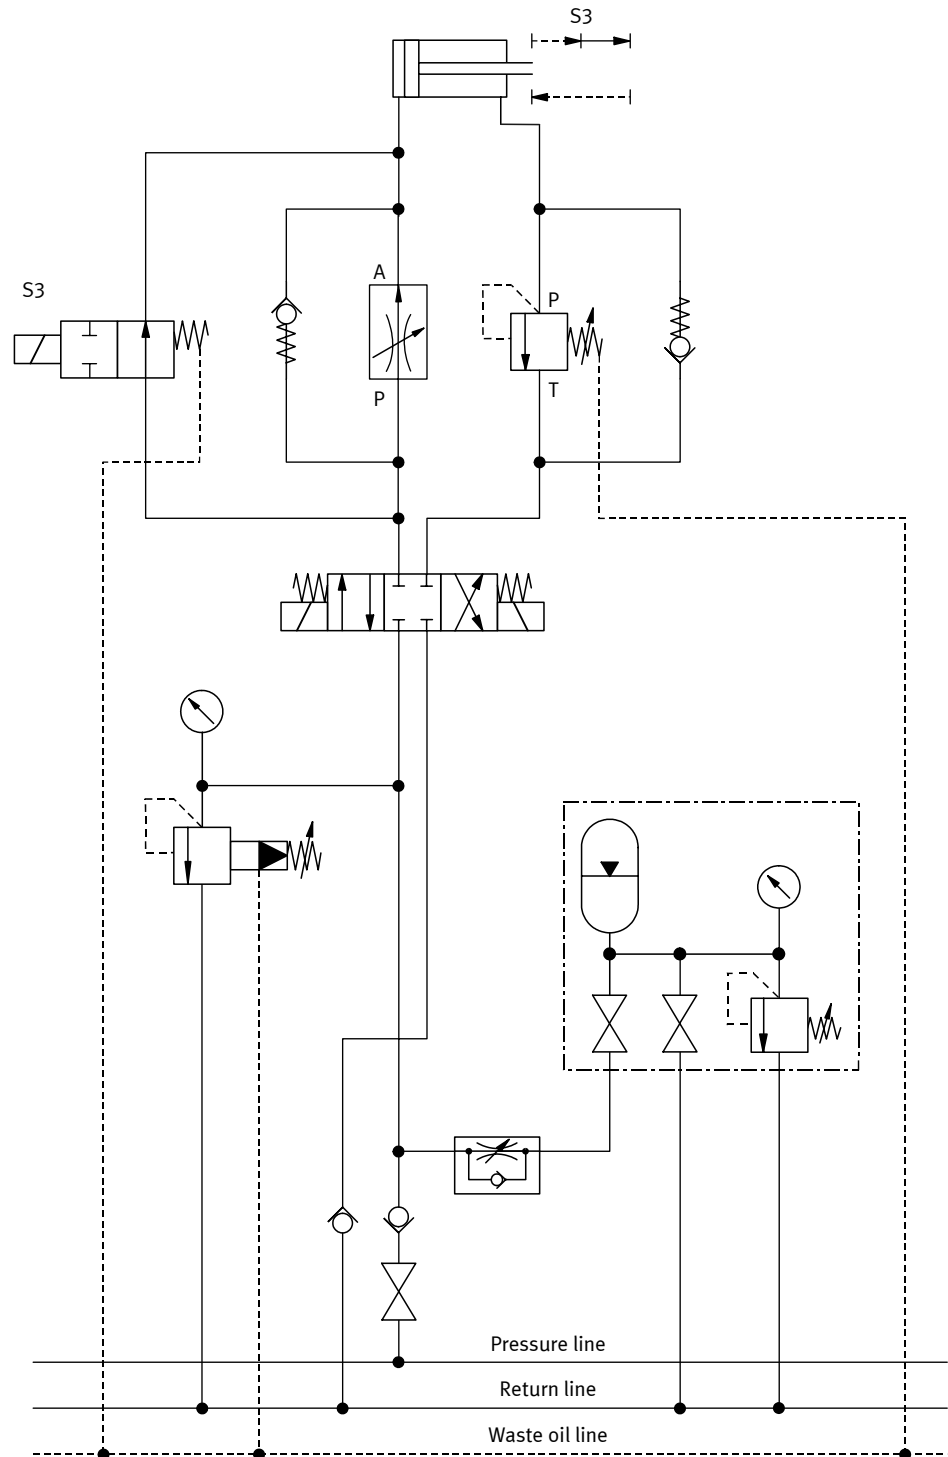 S3
S3
A
P
P
T
Pressure line
Return line
Waste oil line